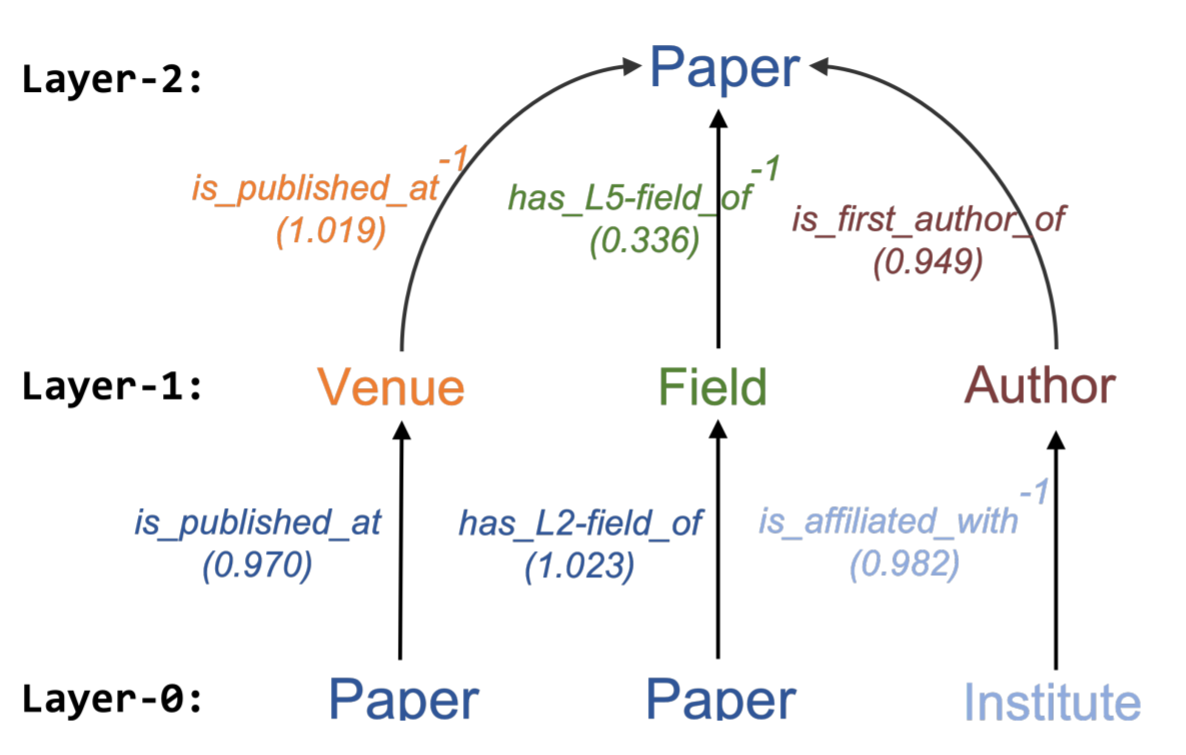 Layer-2:
Paper
is_published_at⁻¹
(1.019)
has_L5-field_of⁻¹
(0.336)
is_first_author_of
(0.949)
Layer-1:
Venue
Field
Author
is_published_at
(0.970)
has_L2-field_of
(1.023)
is_affiliated_with⁻¹
(0.982)
Layer-0:
Paper
Paper
Institute